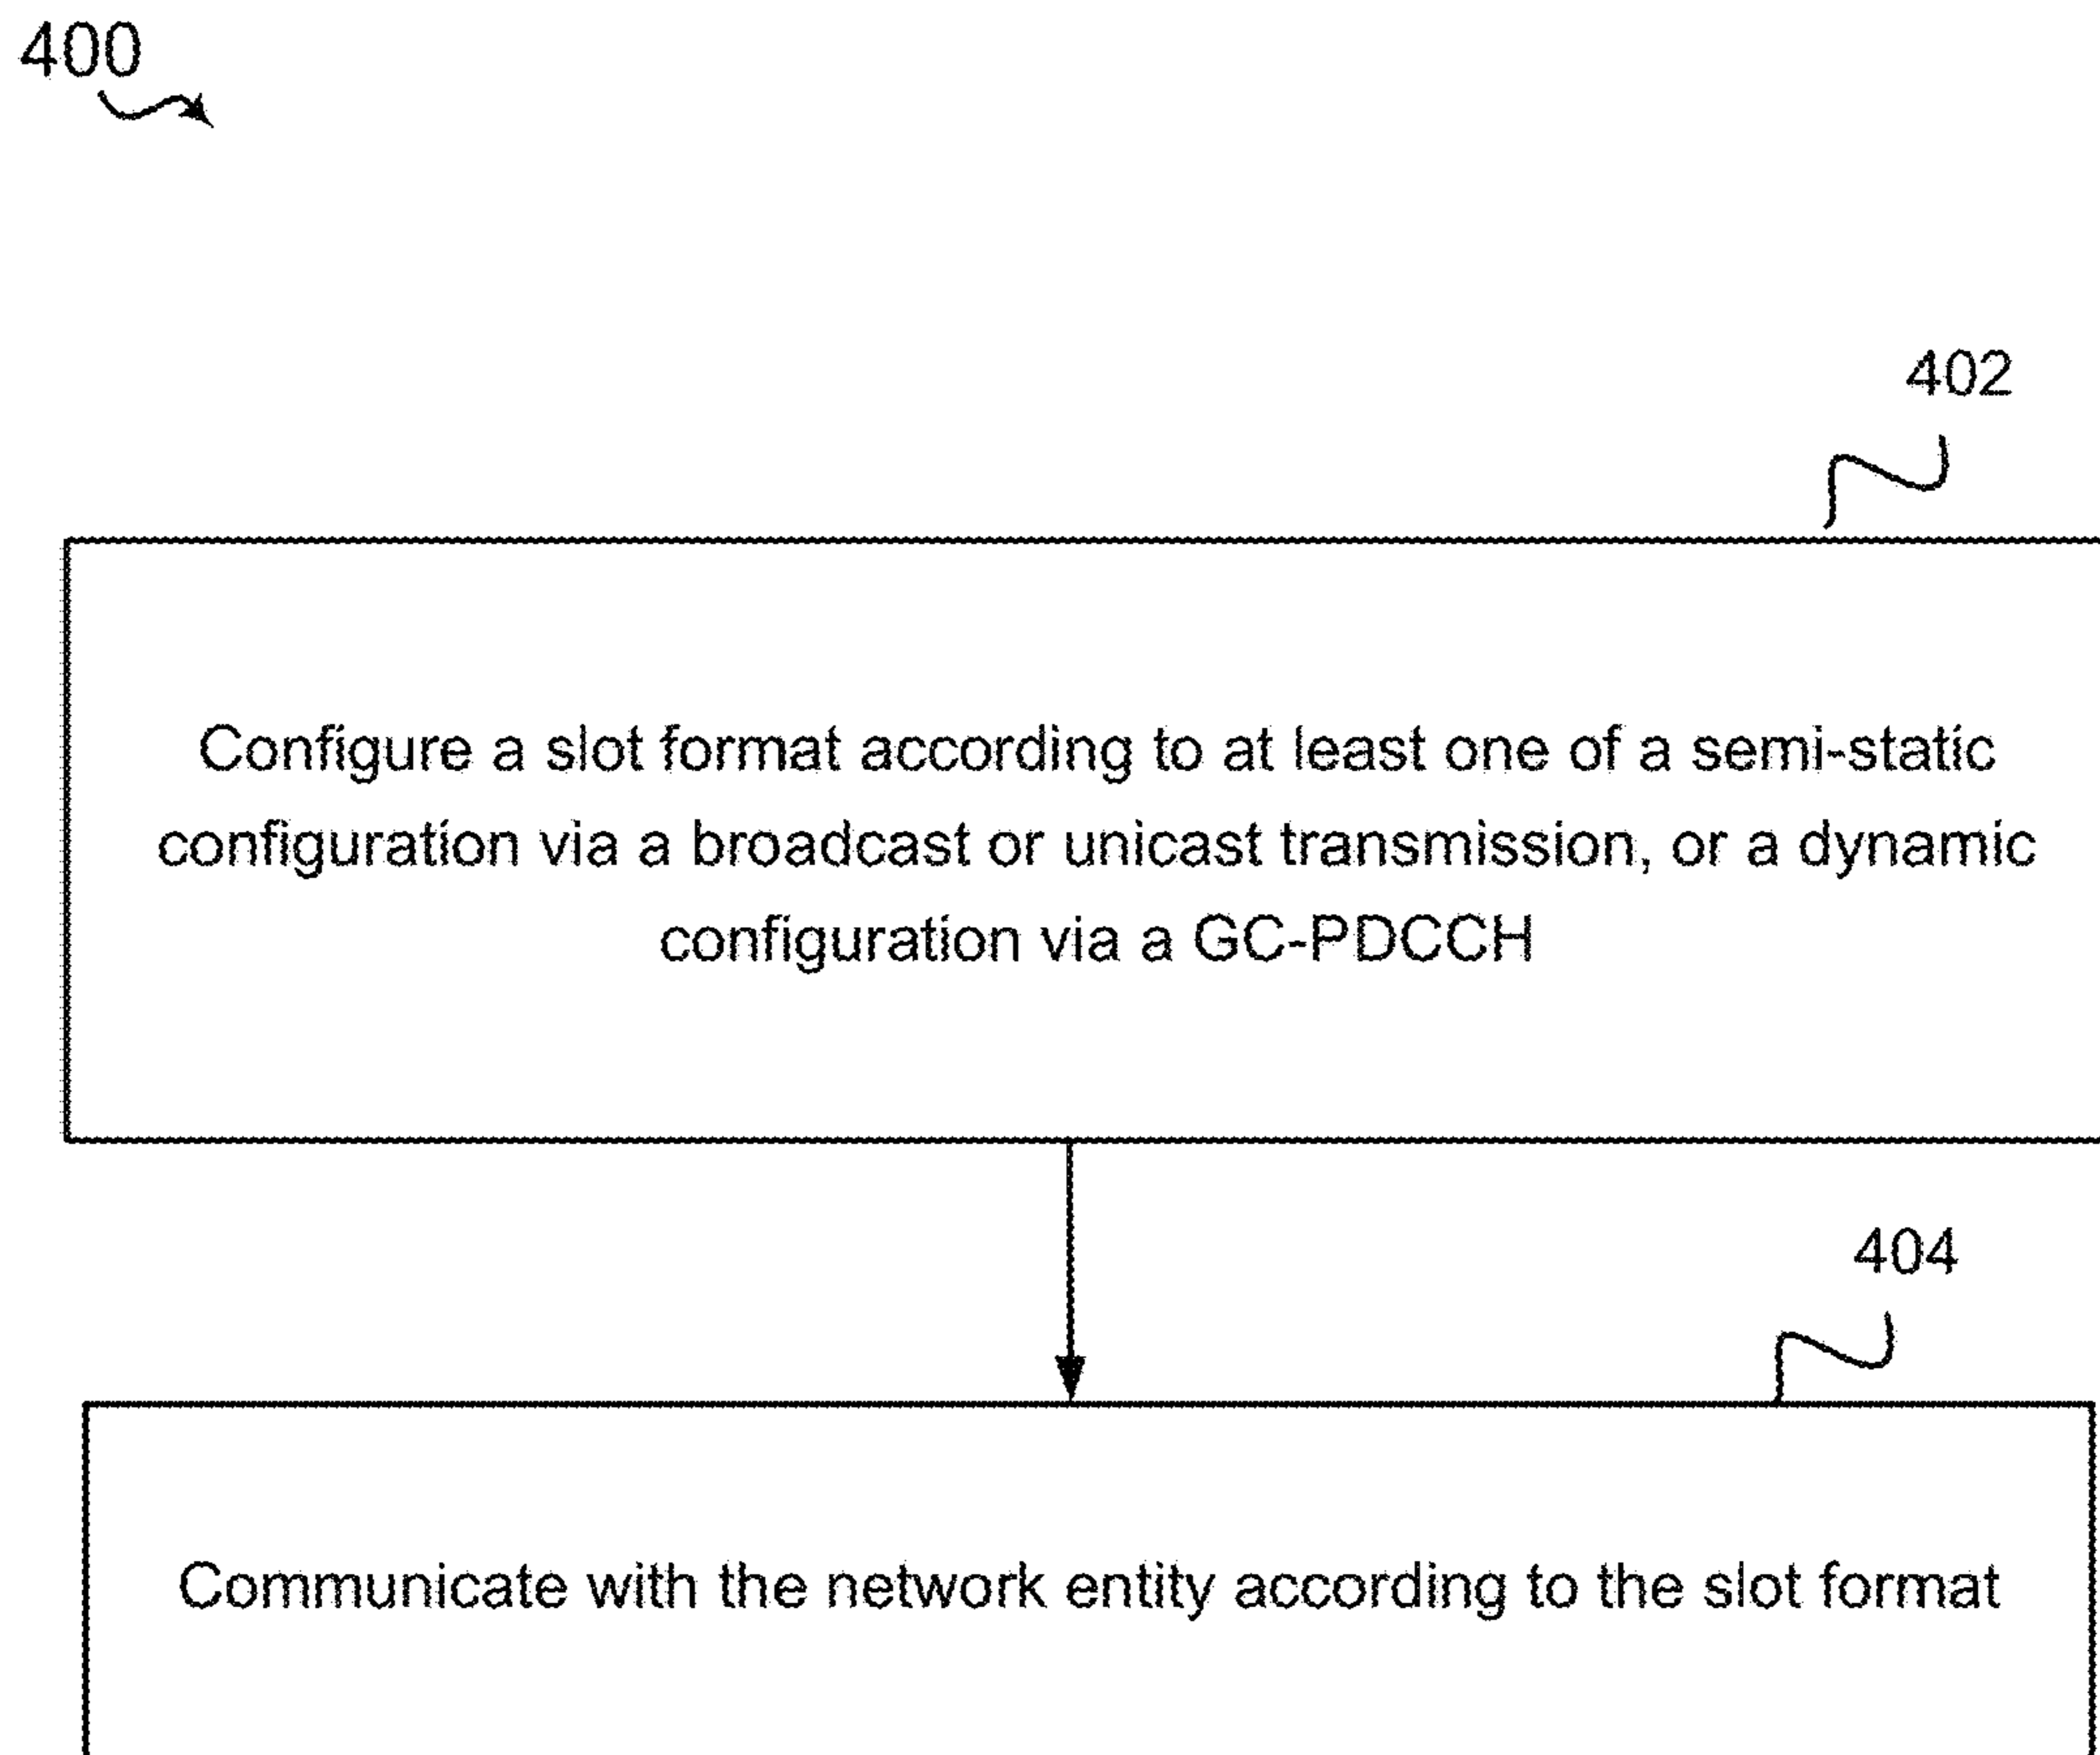 400
402
Configure a slot format according to at least one of a semi-static
configuration via a broadcast or unicast transmission, or a dynamic
configuration via a GC-PDCCH
404
Communicate with the network entity according to the slot format